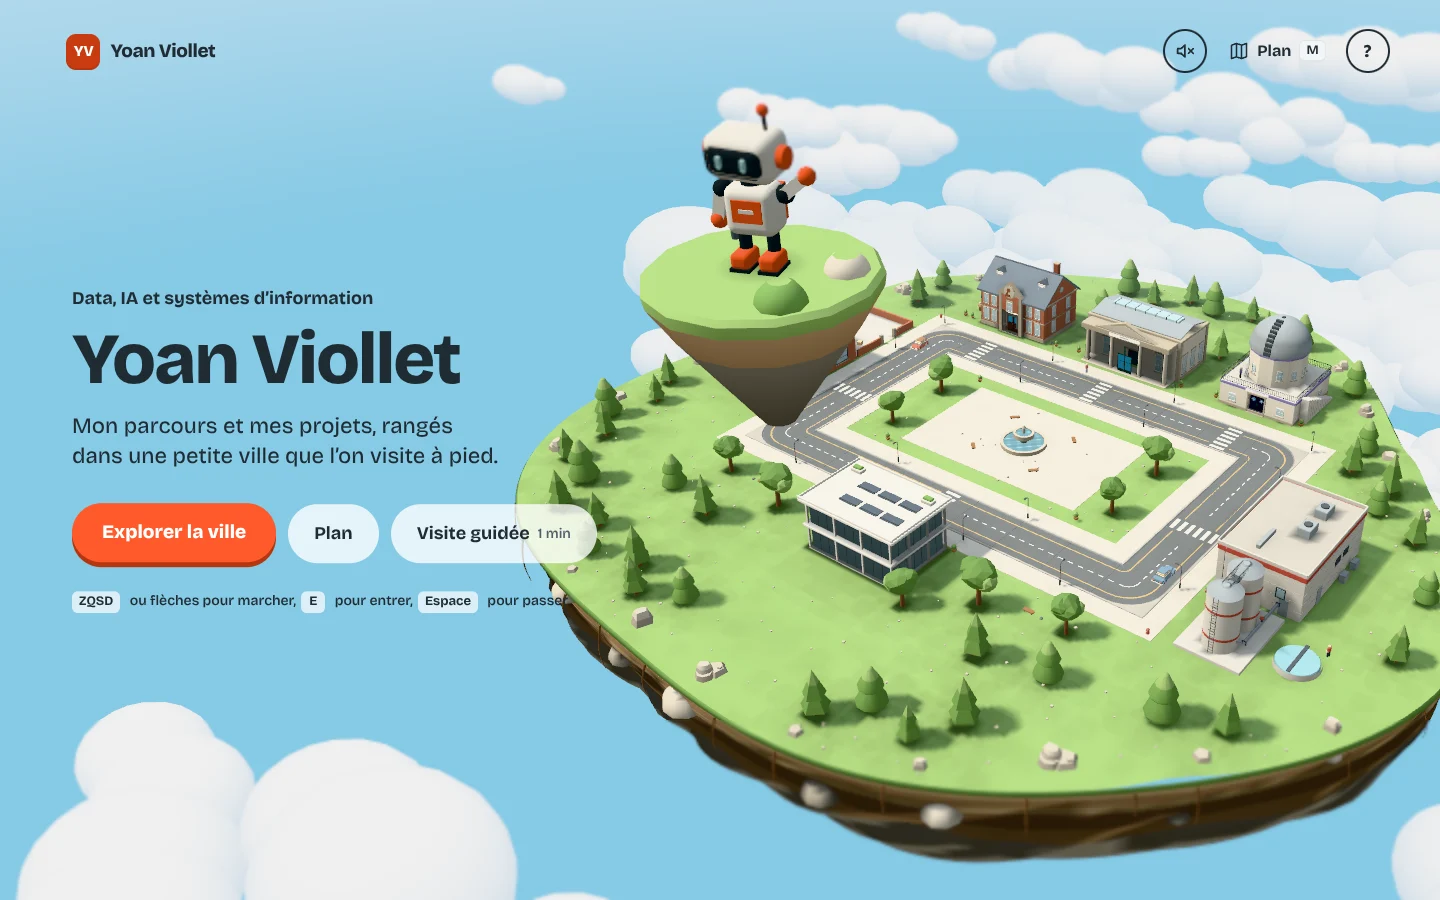 YV Yoan Viollet
Plan M ?
Data, IA et systèmes d'information
Yoan Viollet
Mon parcours et mes projets, rangés
dans une petite ville que l'on visite à pied.
Explorer la ville
Plan
Visite guidée 1 min
ZQSD ou flèches pour marcher, E pour entrer, Espace pour passer